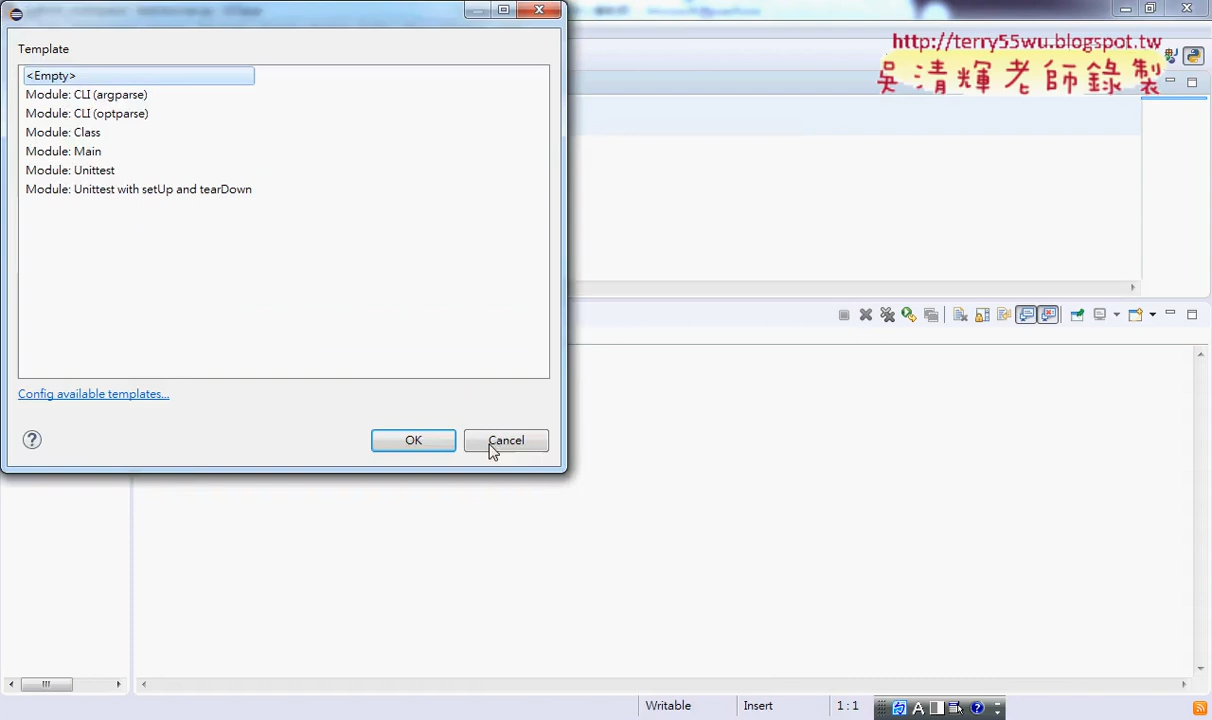 http://terry55wu.blogspot.tw
吳清輝老師錄製
Template
<Empty>
Module: CLI (argparse)
Module: CLI (optparse)
Module: Class
Module: Main
Module: Unittest
Module: Unittest with setUp and tearDown
Config available templates...
OK
Cancel
Writable
Insert
1 : 1
A